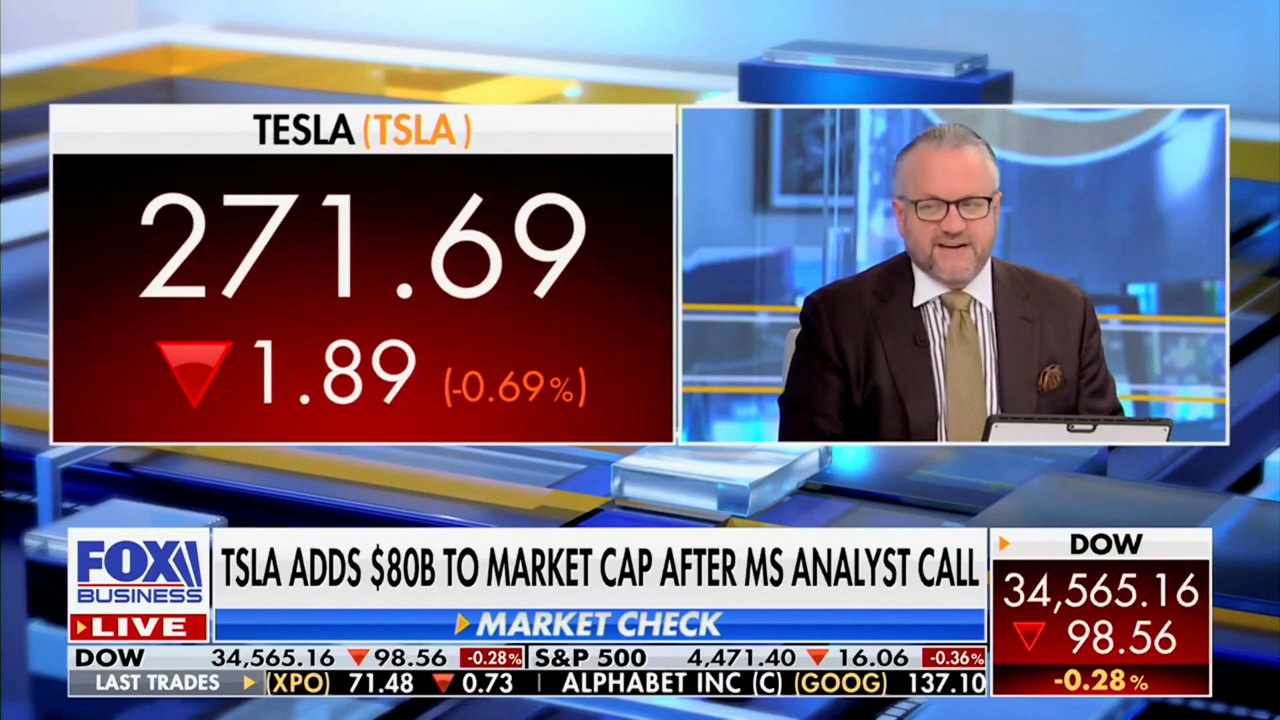 TESLA (TSLA )
271.69
1.89 (-0.69%)
FOX
BUSINESS
LIVE
TSLA ADDS $80B TO MARKET CAP AFTER MS ANALYST CALL
MARKET CHECK
DOW
34,565.16
98.56
-0.28%
DOW 34,565.16 98.56 -0.28% S&P 500 4,471.40 16.06 -0.36%
LAST TRADES (XPO) 71.48 0.73 ALPHABET INC (C) (GOOG) 137.10